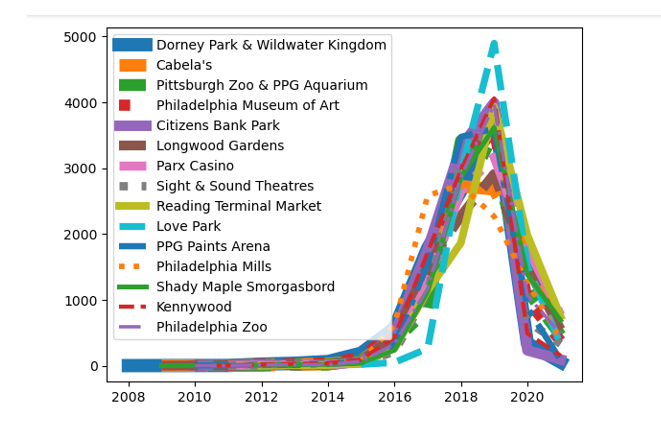 5000
4000
3000
2000
1000
0
Dorney Park & Wildwater Kingdom
Cabela's
Pittsburgh Zoo & PPG Aquarium
Philadelphia Museum of Art
Citizens Bank Park
Longwood Gardens
Parx Casino
Sight & Sound Theatres
Reading Terminal Market
Love Park
PPG Paints Arena
Philadelphia Mills
Shady Maple Smorgasbord
Kennywood
Philadelphia Zoo
2008 2010 2012 2014 2016 2018 2020